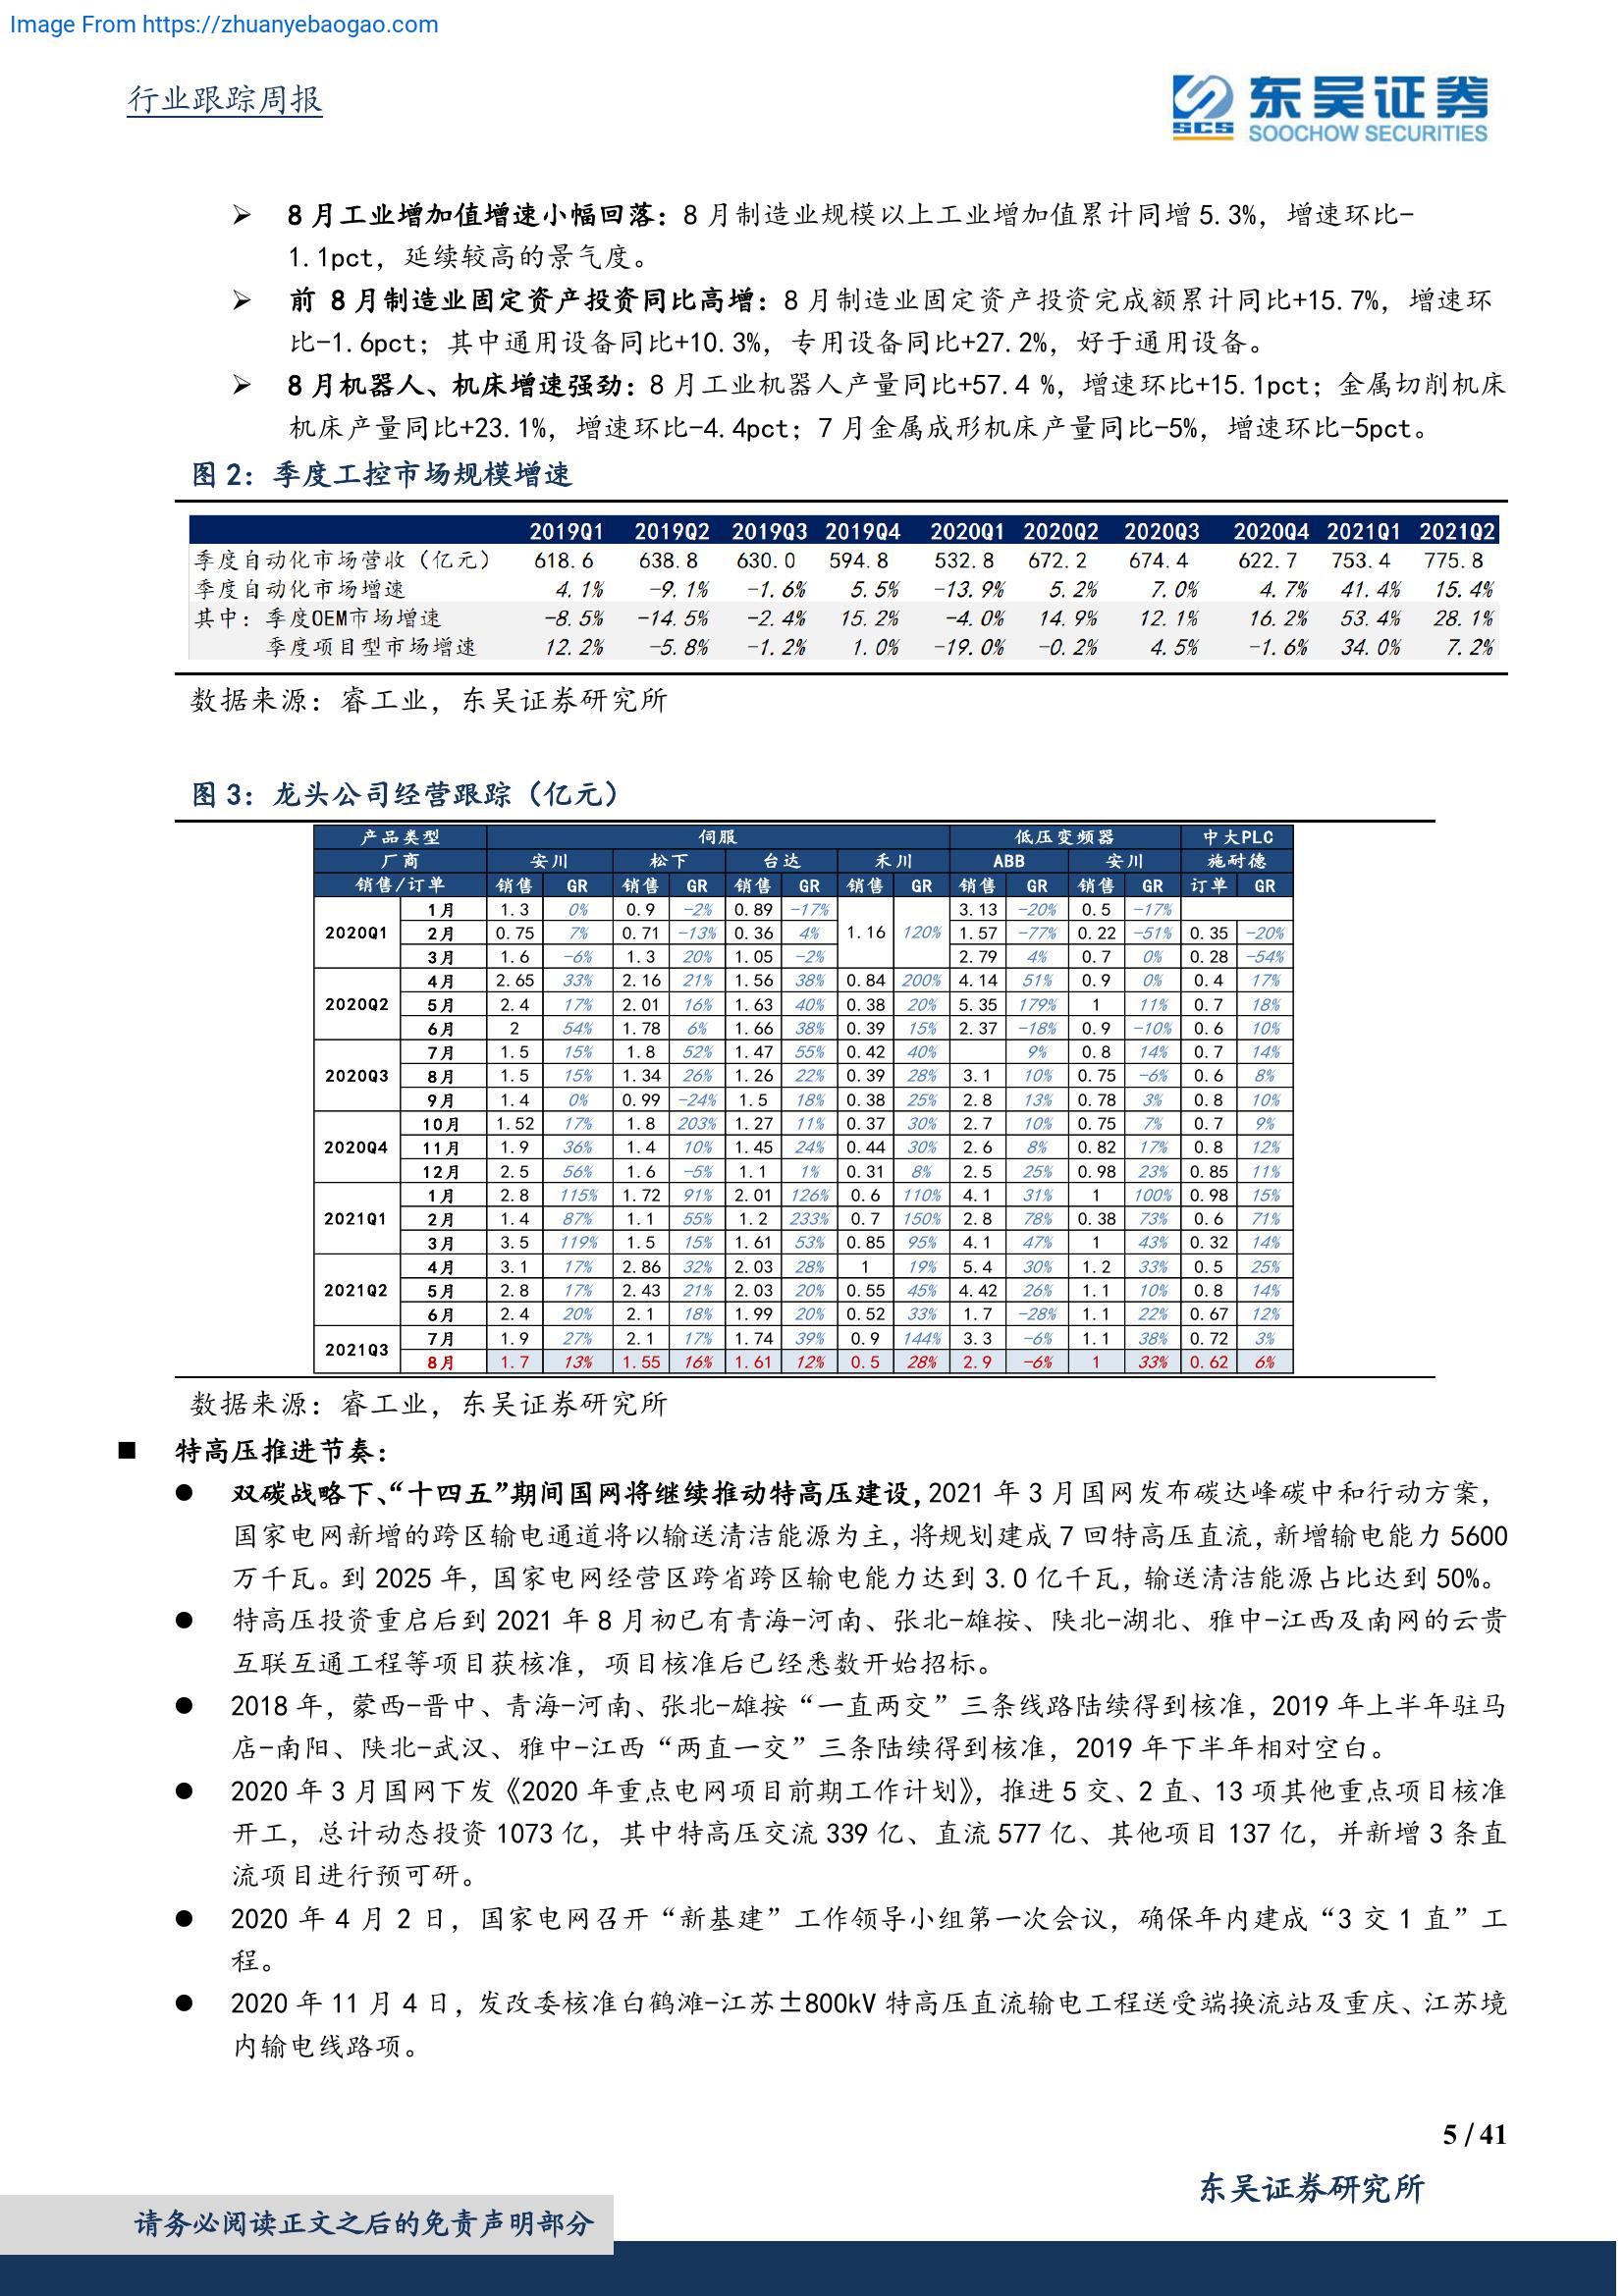 Image From https://zhuanyebaogao.com
行业跟踪周报
东吴证券
SCS
SOOCHOW SECURITIES
➢ 8 月工业增加值增速小幅回落：8 月制造业规模以上工业增加值累计同增 5.3%，增速环比-
1.1pct，延续较高的景气度。
➢ 前 8 月制造业固定资产投资同比高增：8 月制造业固定资产投资完成额累计同比+15.7%，增速环
比-1.6pct；其中通用设备同比+10.3%，专用设备同比+27.2%，好于通用设备。
➢ 8 月机器人、机床增速强劲：8 月工业机器人产量同比+57.4 %，增速环比+15.1pct；金属切削机床
机床产量同比+23.1%，增速环比-4.4pct；7 月金属成形机床产量同比-5%，增速环比-5pct。
图 2：季度工控市场规模增速
2019Q1 2019Q2 2019Q3 2019Q4 2020Q1 2020Q2 2020Q3 2020Q4 2021Q1 2021Q2
季度自动化市场营收（亿元） 618.6 638.8 630.0 594.8 532.8 672.2 674.4 622.7 753.4 775.8
季度自动化市场增速 4.1% -9.1% -1.6% 5.5% -13.9% 5.2% 7.0% 4.7% 41.4% 15.4%
其中：季度OEM市场增速 -8.5% -14.5% -2.4% 15.2% -4.0% 14.9% 12.1% 16.2% 53.4% 28.1%
季度项目型市场增速 12.2% -5.8% -1.2% 1.0% -19.0% -0.2% 4.5% -1.6% 34.0% 7.2%
数据来源：睿工业，东吴证券研究所
图 3：龙头公司经营跟踪（亿元）
产品类型 伺服 低压变频器 中大PLC
厂商 安川 松下 台达 禾川 ABB 安川 施耐德
销售/订单 销售 GR 销售 GR 销售 GR 销售 GR 销售 GR 销售 GR 订单 GR
1月 1.3 0% 0.9 -2% 0.89 -17% 3.13 -20% 0.5 -17%
2020Q1 2月 0.75 7% 0.71 -13% 0.36 4% 1.16 120% 1.57 -77% 0.22 -51% 0.35 -20%
3月 1.6 -6% 1.3 20% 1.05 -2% 2.79 4% 0.7 0% 0.28 -54%
4月 2.65 33% 2.16 21% 1.56 38% 0.84 200% 4.14 51% 0.9 0% 0.4 17%
2020Q2 5月 2.4 17% 2.01 16% 1.63 40% 0.38 20% 5.35 179% 1 11% 0.7 18%
6月 2 54% 1.78 6% 1.66 38% 0.39 15% 2.37 -18% 0.9 -10% 0.6 10%
7月 1.5 15% 1.8 52% 1.47 55% 0.42 40% 9% 0.8 14% 0.7 14%
2020Q3 8月 1.5 15% 1.34 26% 1.26 22% 0.39 28% 3.1 10% 0.75 -6% 0.6 8%
9月 1.4 0% 0.99 -24% 1.5 18% 0.38 25% 2.8 13% 0.78 3% 0.8 10%
10月 1.52 17% 1.8 203% 1.27 11% 0.37 30% 2.7 10% 0.75 7% 0.7 9%
2020Q4 11月 1.9 36% 1.4 10% 1.45 24% 0.44 30% 2.6 8% 0.82 17% 0.8 12%
12月 2.5 56% 1.6 -5% 1.1 1% 0.31 8% 2.5 25% 0.98 23% 0.85 11%
1月 2.8 115% 1.72 91% 2.01 126% 0.6 110% 4.1 31% 1 100% 0.98 15%
2021Q1 2月 1.4 87% 1.1 55% 1.2 233% 0.7 150% 2.8 78% 0.38 73% 0.6 71%
3月 3.5 119% 1.5 15% 1.61 53% 0.85 95% 4.1 47% 1 43% 0.32 14%
4月 3.1 17% 2.86 32% 2.03 28% 1 19% 5.4 30% 1.2 33% 0.5 25%
2021Q2 5月 2.8 17% 2.43 21% 2.03 20% 0.55 45% 4.42 26% 1.1 10% 0.8 14%
6月 2.4 20% 2.1 18% 1.99 20% 0.52 33% 1.7 -28% 1.1 22% 0.67 12%
2021Q3 7月 1.9 27% 2.1 17% 1.74 39% 0.9 144% 3.3 -6% 1.1 38% 0.72 3%
8月 1.7 13% 1.55 16% 1.61 12% 0.5 28% 2.9 -6% 1 33% 0.62 6%
数据来源：睿工业，东吴证券研究所
■ 特高压推进节奏：
● 双碳战略下、“十四五”期间国网将继续推动特高压建设，2021 年 3 月国网发布碳达峰碳中和行动方案，
国家电网新增的跨区输电通道将以输送清洁能源为主，将规划建成 7 回特高压直流，新增输电能力 5600
万千瓦。到 2025 年，国家电网经营区跨省跨区输电能力达到 3.0 亿千瓦，输送清洁能源占比达到 50%。
● 特高压投资重启后到 2021 年 8 月初已有青海-河南、张北-雄按、陕北-湖北、雅中-江西及南网的云贵
互联互通工程等项目获核准，项目核准后已经悉数开始招标。
● 2018 年，蒙西-晋中、青海-河南、张北-雄按“一直两交”三条线路陆续得到核准，2019 年上半年驻马
店-南阳、陕北-武汉、雅中-江西“两直一交”三条陆续得到核准，2019 年下半年相对空白。
● 2020 年 3 月国网下发《2020 年重点电网项目前期工作计划》，推进 5 交、2 直、13 项其他重点项目核准
开工，总计动态投资 1073 亿，其中特高压交流 339 亿、直流 577 亿、其他项目 137 亿，并新增 3 条直
流项目进行预可研。
● 2020 年 4 月 2 日，国家电网召开“新基建”工作领导小组第一次会议，确保年内建成“3 交 1 直”工
程。
● 2020 年 11 月 4 日，发改委核准白鹤滩-江苏±800kV 特高压直流输电工程送受端换流站及重庆、江苏境
内输电线路项。
5 / 41
东吴证券研究所
请务必阅读正文之后的免责声明部分